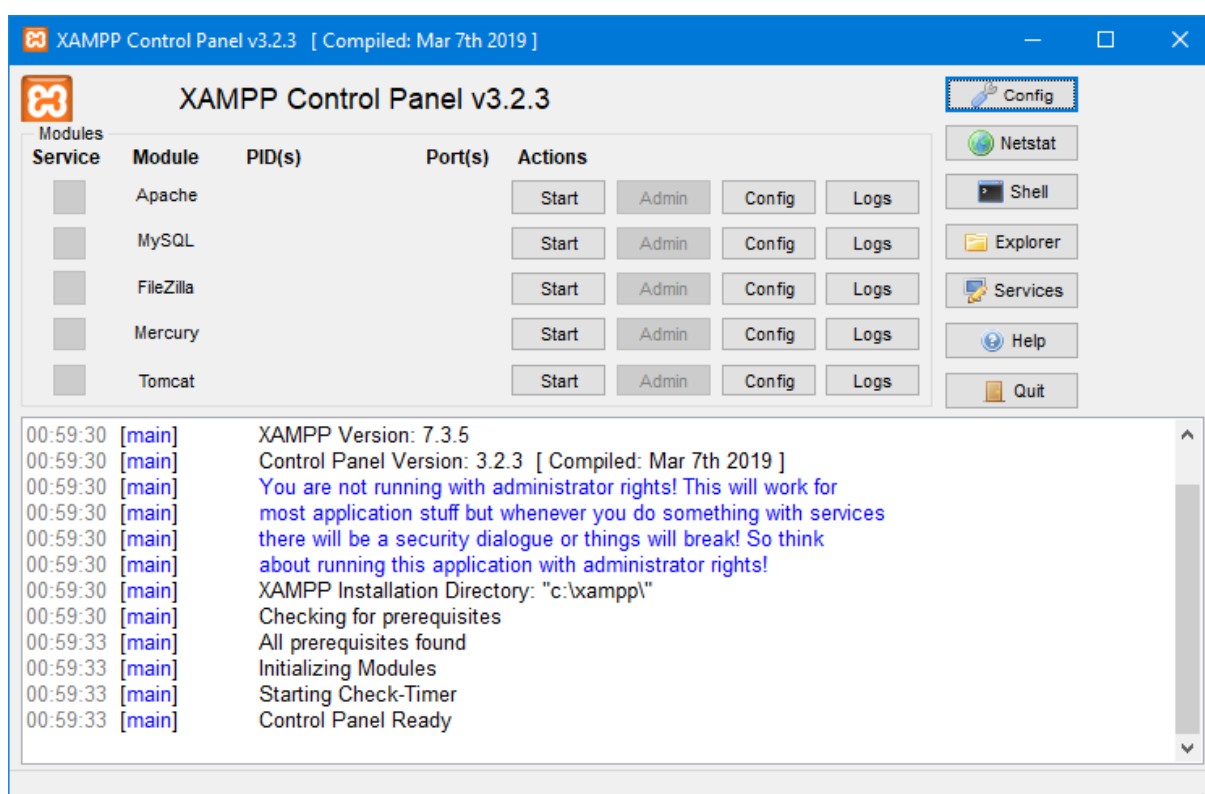 XAMPP Control Panel v3.2.3 [ Compiled: Mar 7th 2019 ]
XAMPP Control Panel v3.2.3
Config
Modules
Service Module PID(s) Port(s) Actions
Netstat
Apache Start Admin Config Logs
Shell
MySQL Start Admin Config Logs
Explorer
FileZilla Start Admin Config Logs
Services
Mercury Start Admin Config Logs
Help
Tomcat Start Admin Config Logs
Quit
00:59:30 [main] XAMPP Version: 7.3.5
00:59:30 [main] Control Panel Version: 3.2.3 [ Compiled: Mar 7th 2019 ]
00:59:30 [main] You are not running with administrator rights! This will work for
00:59:30 [main] most application stuff but whenever you do something with services
00:59:30 [main] there will be a security dialogue or things will break! So think
00:59:30 [main] about running this application with administrator rights!
00:59:30 [main] XAMPP Installation Directory: "c:\xampp\"
00:59:30 [main] Checking for prerequisites
00:59:33 [main] All prerequisites found
00:59:33 [main] Initializing Modules
00:59:33 [main] Starting Check-Timer
00:59:33 [main] Control Panel Ready